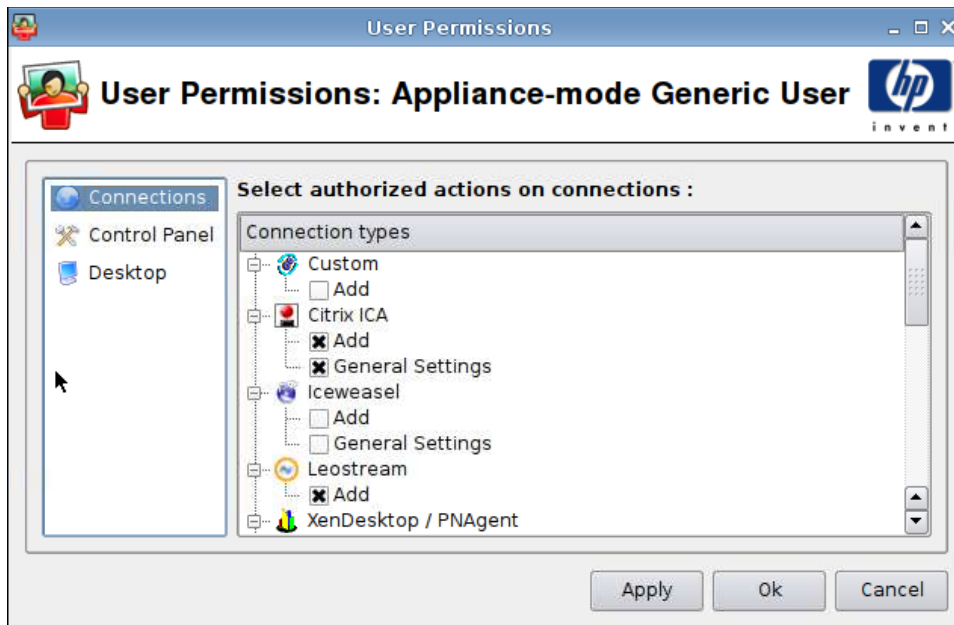 User Permissions
User Permissions: Appliance-mode Generic User
hp
invent
Connections
Control Panel
Desktop
Select authorized actions on connections :
Connection types
Custom
Add
Citrix ICA
Add
General Settings
Iceweasel
Add
General Settings
Leostream
Add
XenDesktop / PNAgent
Apply
Ok
Cancel